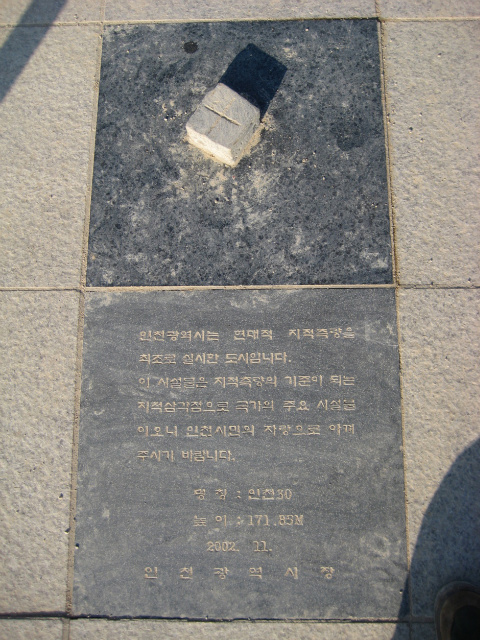 인천광역시는 현대적 지적측량을
최초로 실시한 도시입니다.
이 시설물은 지적측량의 기준이 되는
지적삼각점으로 국가의 주요 시설물
이오니 인천시민의 자랑으로 아껴
주시기 바랍니다.
명 칭 : 인천30
높 이 : 171.85M
2002. 11.
인 천 광 역 시 장